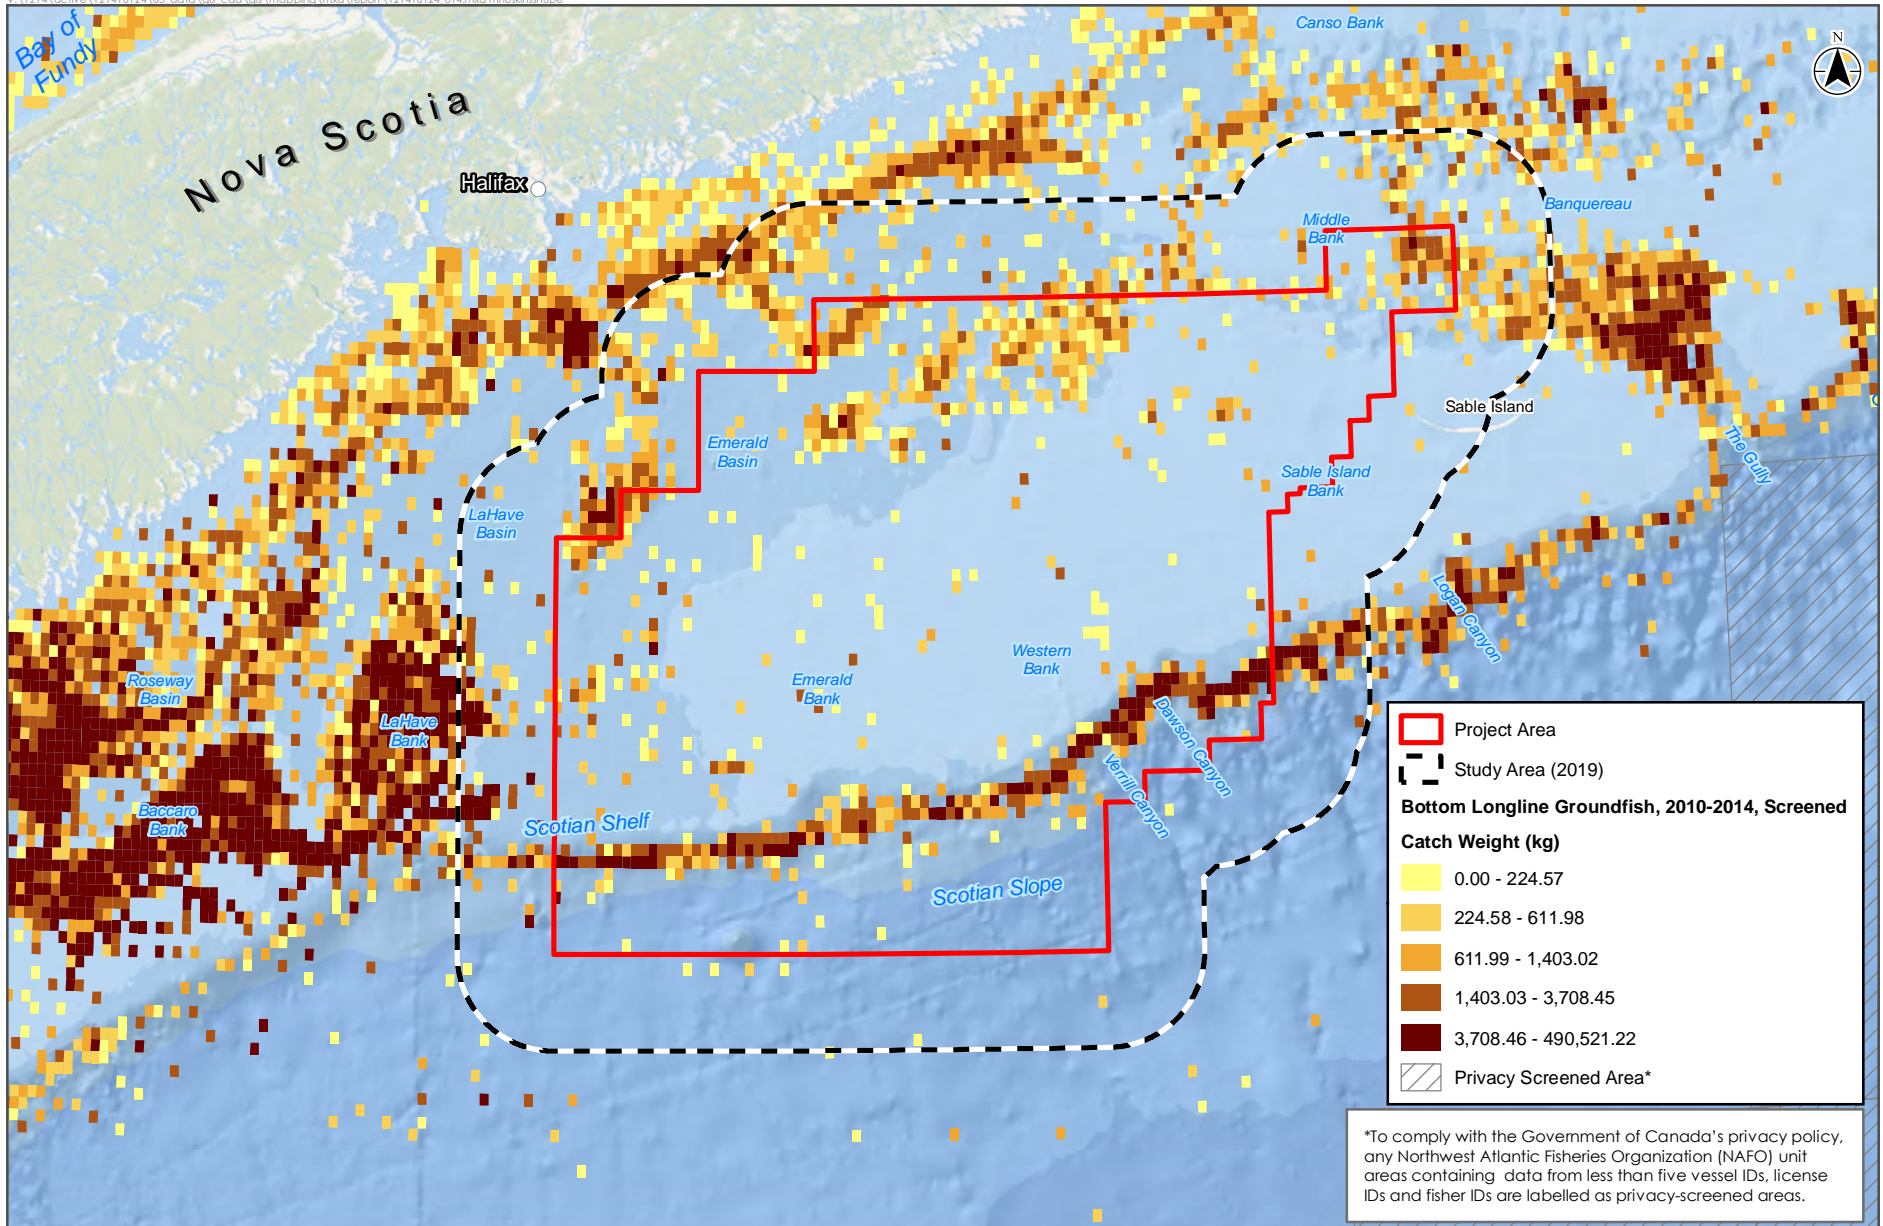 Bay of
Fundy
Nova Scotia
Halifax
Canso Bank
N
Middle
Bank
Banquereau
Sable Island
The Gully
Emerald
Basin
Sable Island
Bank
LaHave
Basin
Logan Canyon
Western
Bank
Emerald
Bank
Roseway
Basin
LaHave
Bank
Dawson Canyon
Verrill Canyon
Baccaro
Bank
Scotian Shelf
Scotian Slope
Project Area
Study Area (2019)
Bottom Longline Groundfish, 2010-2014, Screened
Catch Weight (kg)
0.00 - 224.57
224.58 - 611.98
611.99 - 1,403.02
1,403.03 - 3,708.45
3,708.46 - 490,521.22
Privacy Screened Area*
*To comply with the Government of Canada's privacy policy,
any Northwest Atlantic Fisheries Organization (NAFO) unit
areas containing data from less than five vessel IDs, license
IDs and fisher IDs are labelled as privacy-screened areas.